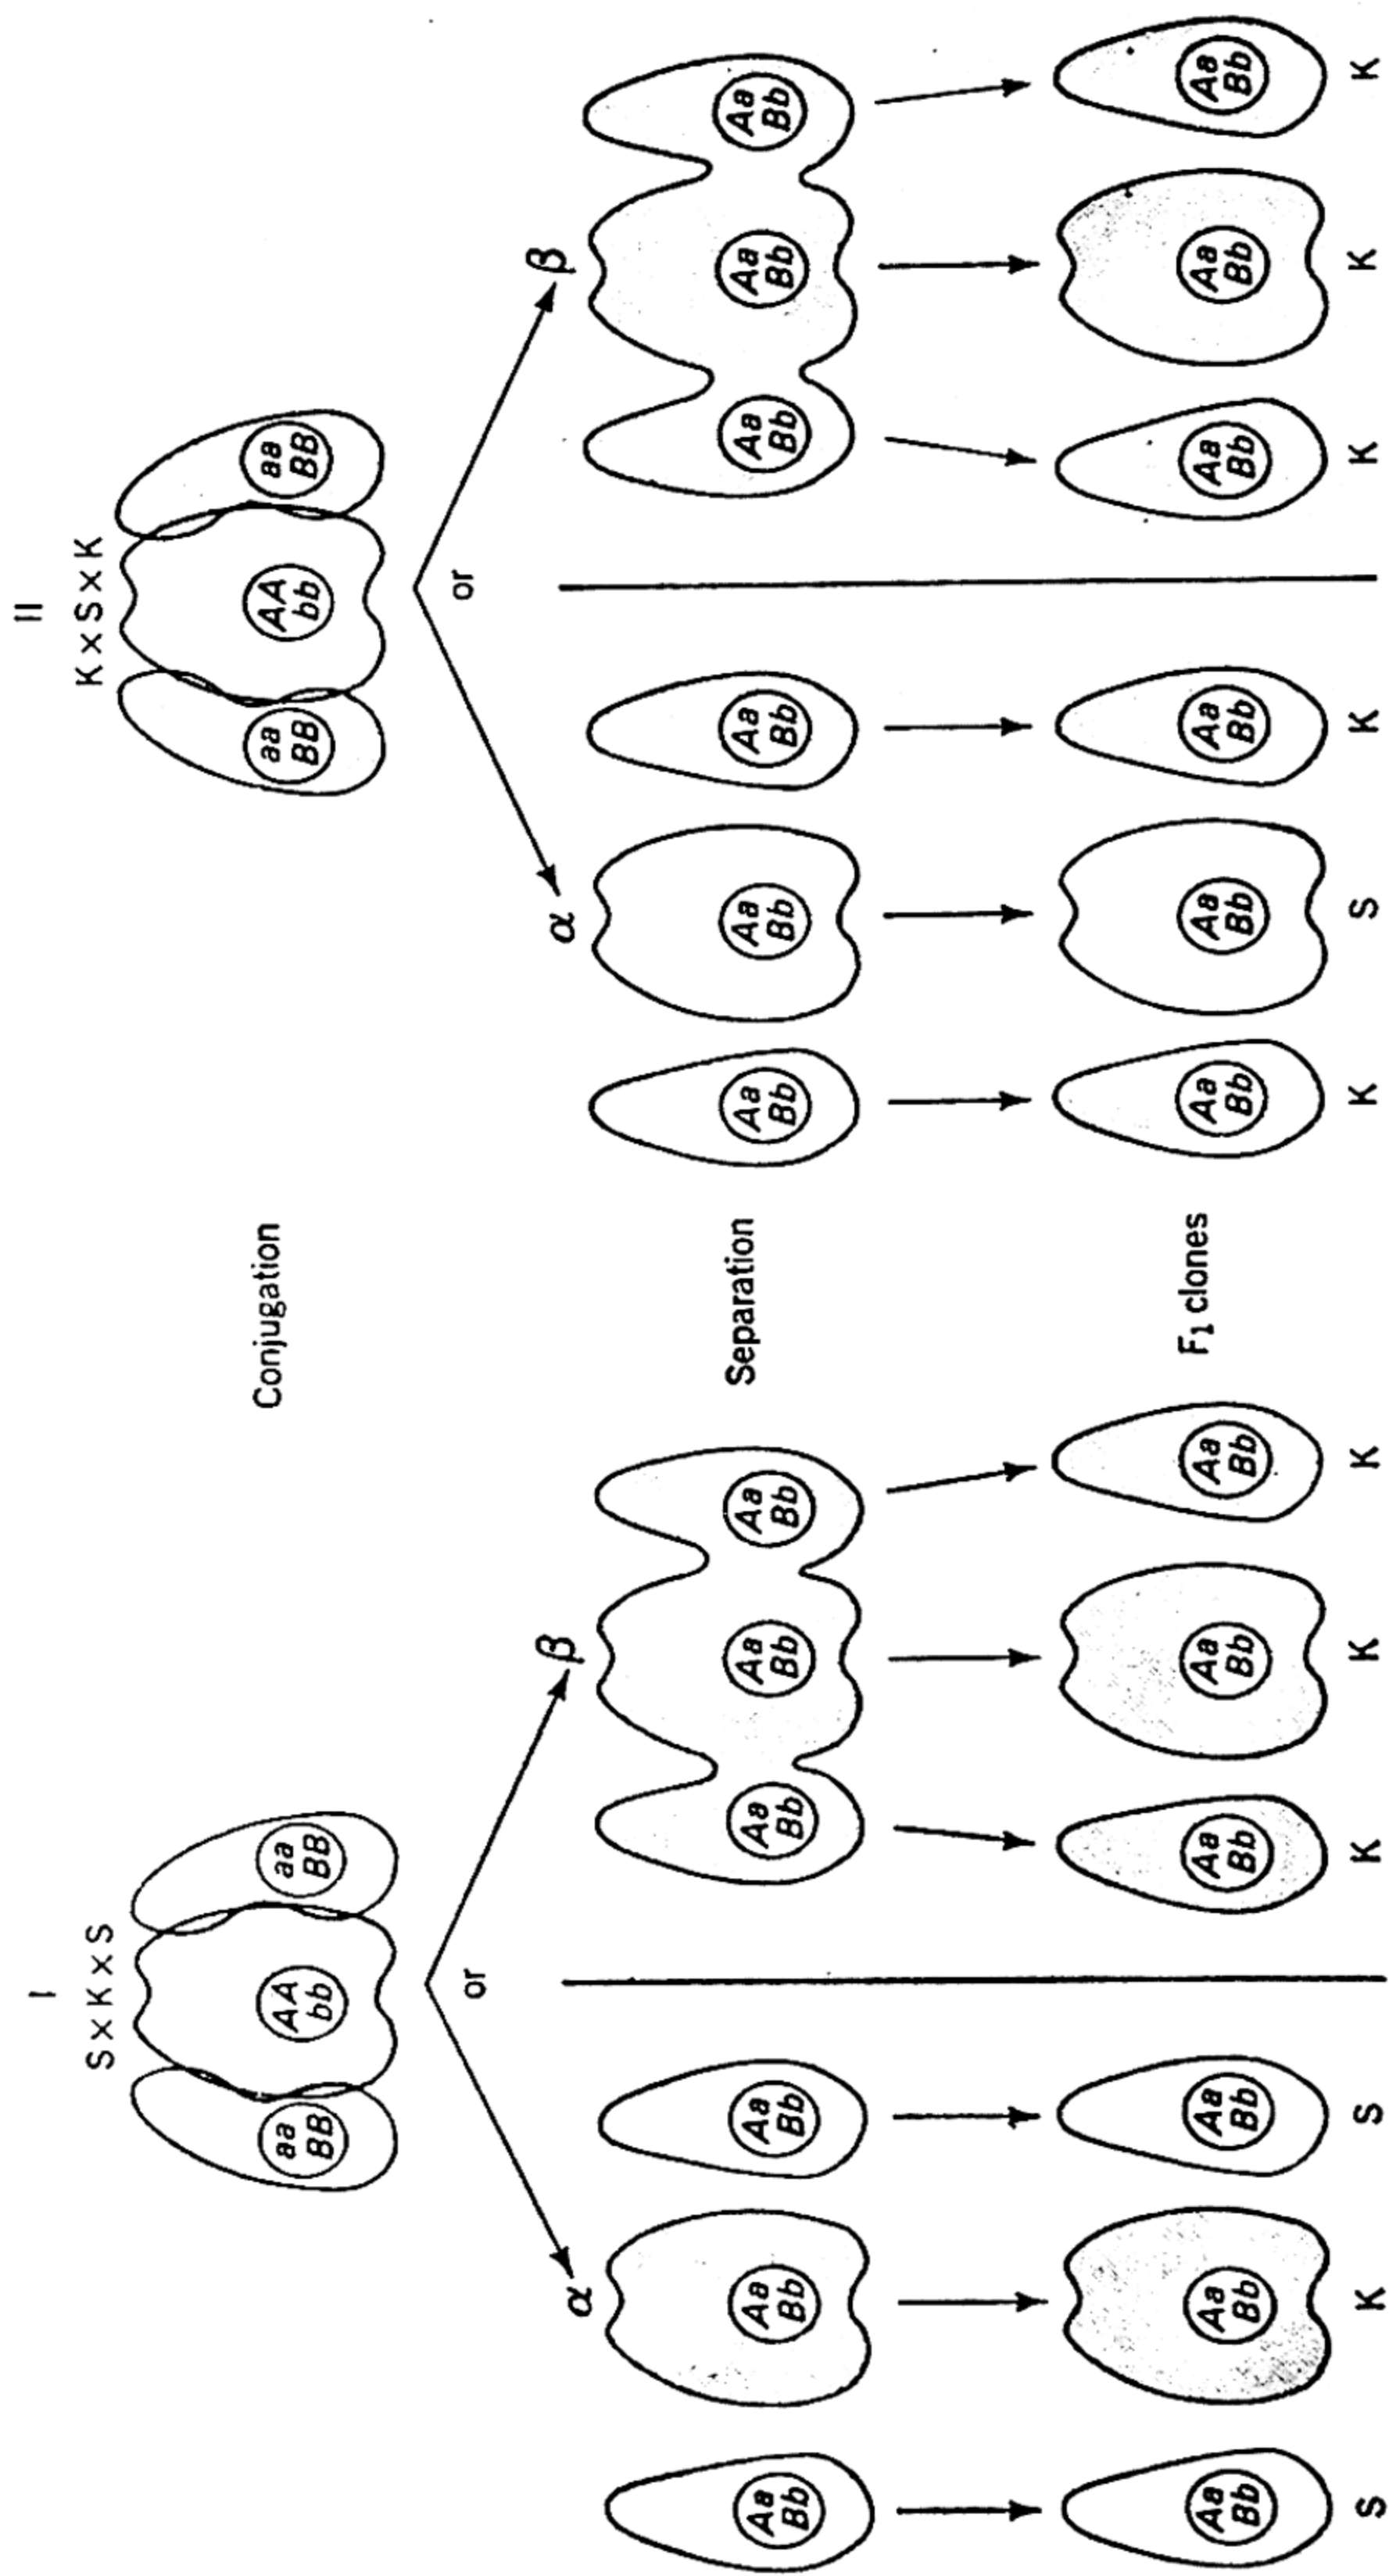 I II
S x K x S K x S x K
aa AA aa Conjugation aa AA aa
BB bb BB BB bb BB
or or
α β α β
Aa Aa Aa Aa Aa Aa Separation Aa Aa Aa Aa Aa Aa
Bb Bb Bb Bb Bb Bb Bb Bb Bb Bb Bb Bb
Aa Aa Aa Aa Aa Aa F1 clones Aa Aa Aa Aa Aa Aa
Bb Bb Bb Bb Bb Bb Bb Bb Bb Bb Bb Bb
S K S K K K K S K K K K